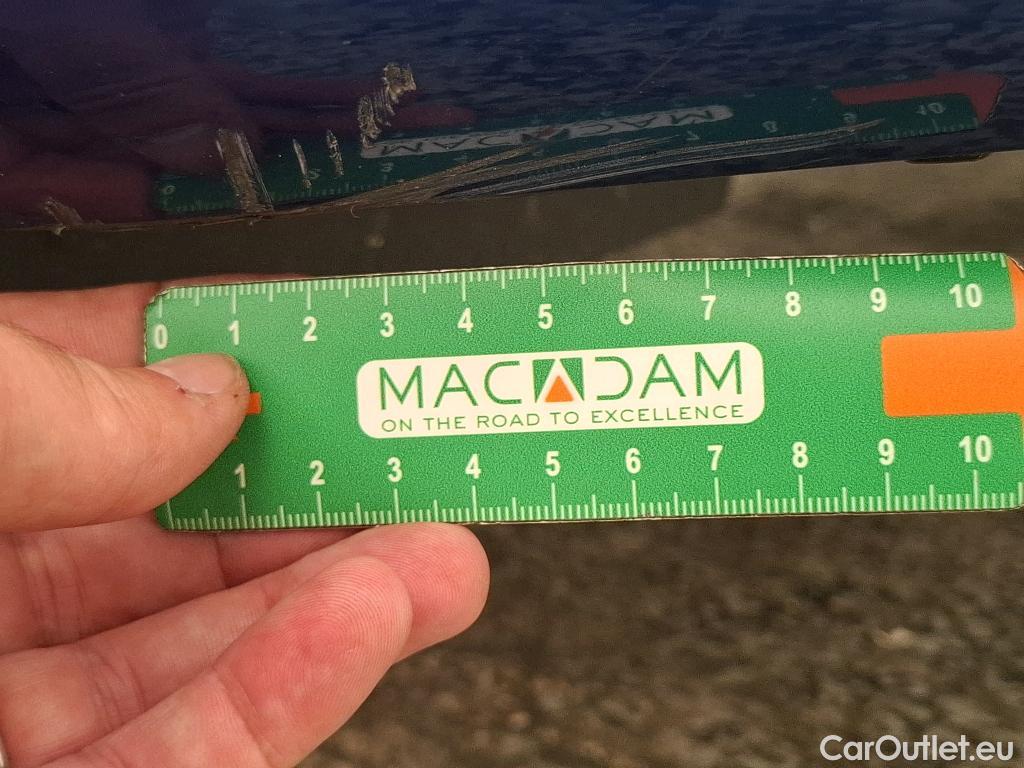 0 1 2 3 4 5 6 7 8 9 10
MACADAM
ON THE ROAD TO EXCELLENCE
1 2 3 4 5 6 7 8 9 10
CarOutlet.eu